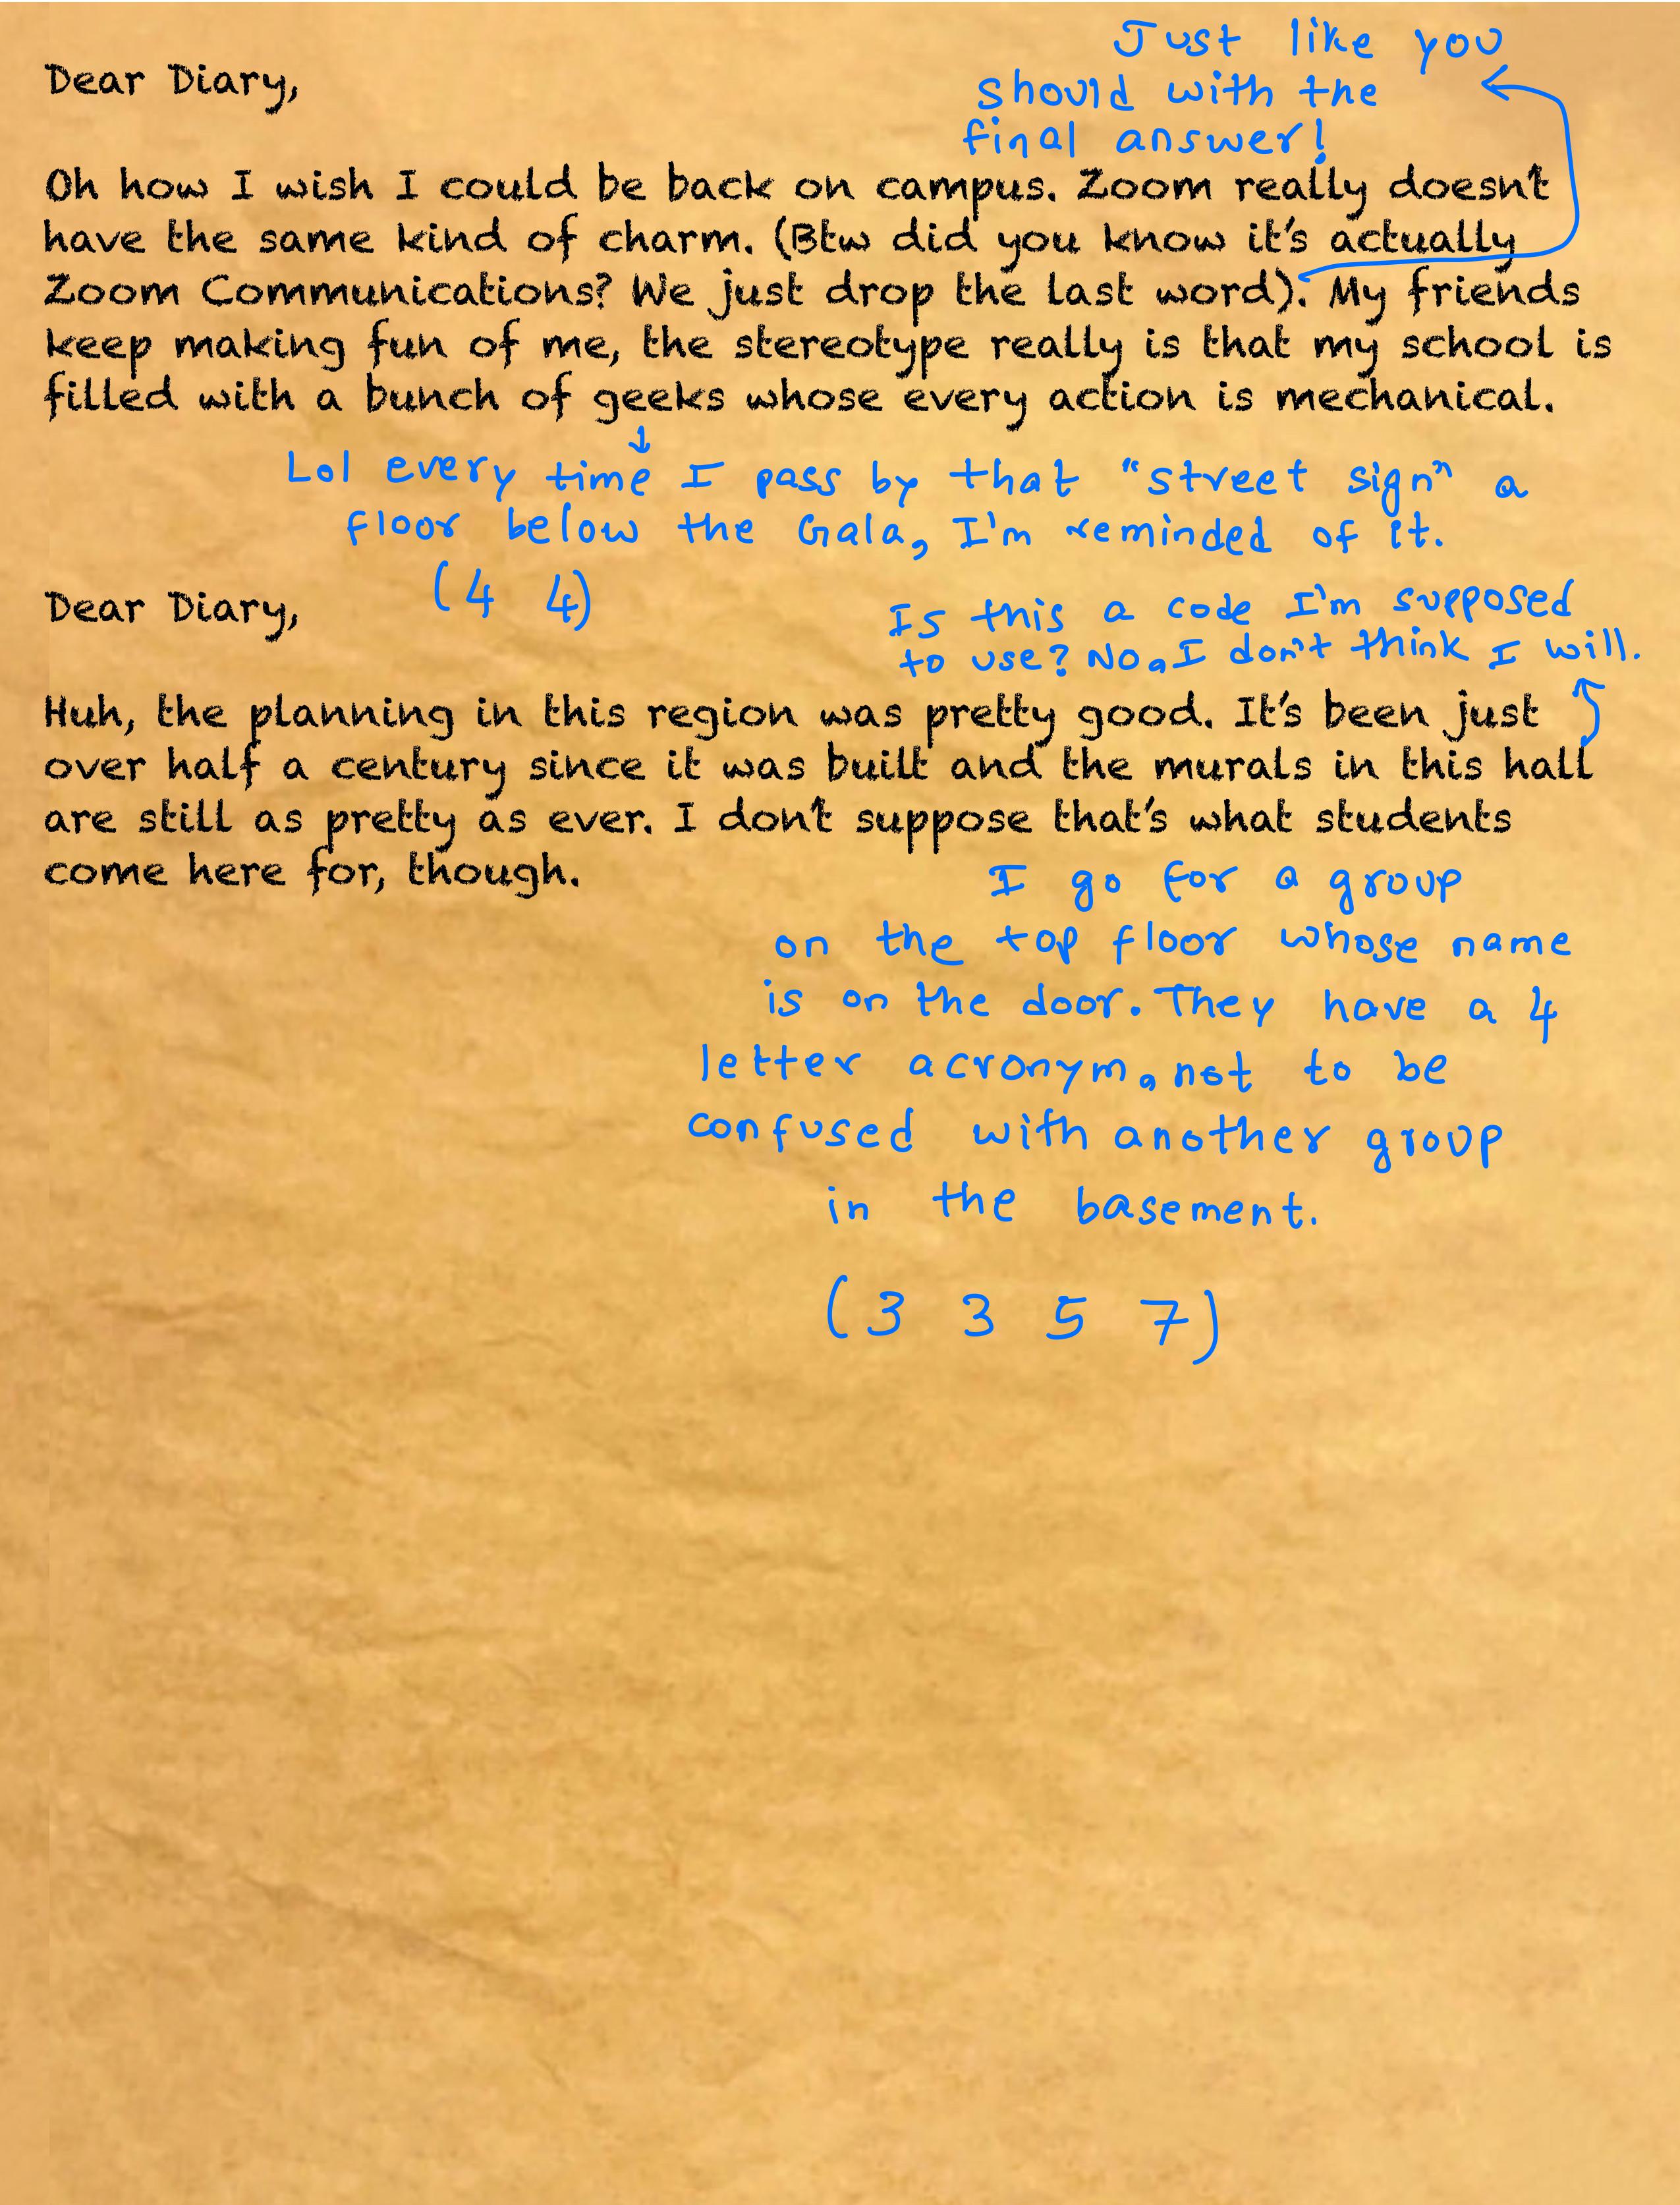 Just like you
should with the
final answer!
Dear Diary,
Oh how I wish I could be back on campus. Zoom really doesn't
have the same kind of charm. (Btw did you know it's actually
Zoom Communications? We just drop the last word). My friends
keep making fun of me, the stereotype really is that my school is
filled with a bunch of geeks whose every action is mechanical.
Lol every time I pass by that "street sign" a
floor below the Gala, I'm reminded of it.
(4 4)
Dear Diary,
Is this a code I'm supposed
to use? No, I don't think I will.
Huh, the planning in this region was pretty good. It's been just
over half a century since it was built and the murals in this hall
are still as pretty as ever. I don't suppose that's what students
come here for, though.
I go for a group
on the top floor whose name
is on the door. They have a 4
letter acronym, not to be
confused with another group
in the basement.
(3 3 5 7)